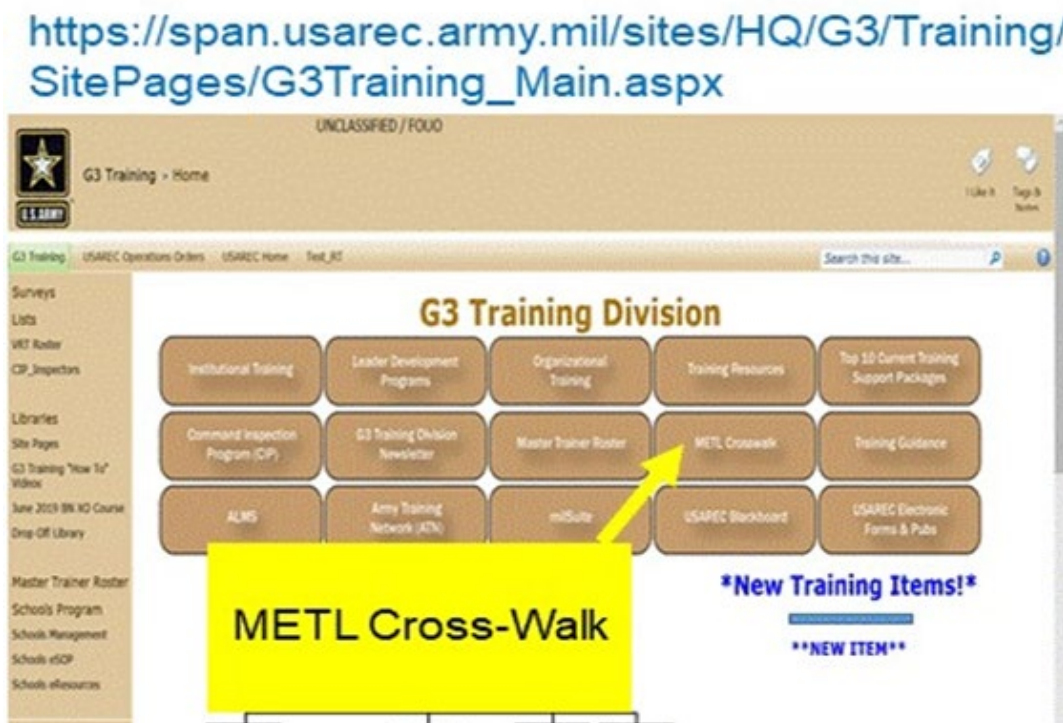 https://span.usarec.army.mil/sites/HQ/G3/Training/
SitePages/G3Training_Main.aspx
UNCLASSIFIED / FOUO
G3 Training > Home
U.S. ARMY
I Like It
Tags &
Notes
G3 Training
USAREC Operations Orders
USAREC Home
Test_RT
Search this site...
Surveys
Lists
VRT Roster
CIP_Inspectors
Libraries
Site Pages
G3 Training "How To"
Videos
June 2019 BN XO Course
Drop Off Library
Master Trainer Roster
Schools Program
Schools Management
Schools eSOP
Schools eResources
G3 Training Division
Institutional Training
Leader Development
Programs
Organizational
Training
Training Resources
Top 10 Current Training
Support Packages
Command Inspection
Program (CIP)
G3 Training Division
Newsletter
Master Trainer Roster
METL Crosswalk
Training Guidance
ALMS
Army Training
Network (ATN)
milSuite
USAREC Blackboard
USAREC Electronic
Forms & Pubs
METL Cross-Walk
*New Training Items!*
**NEW ITEM**